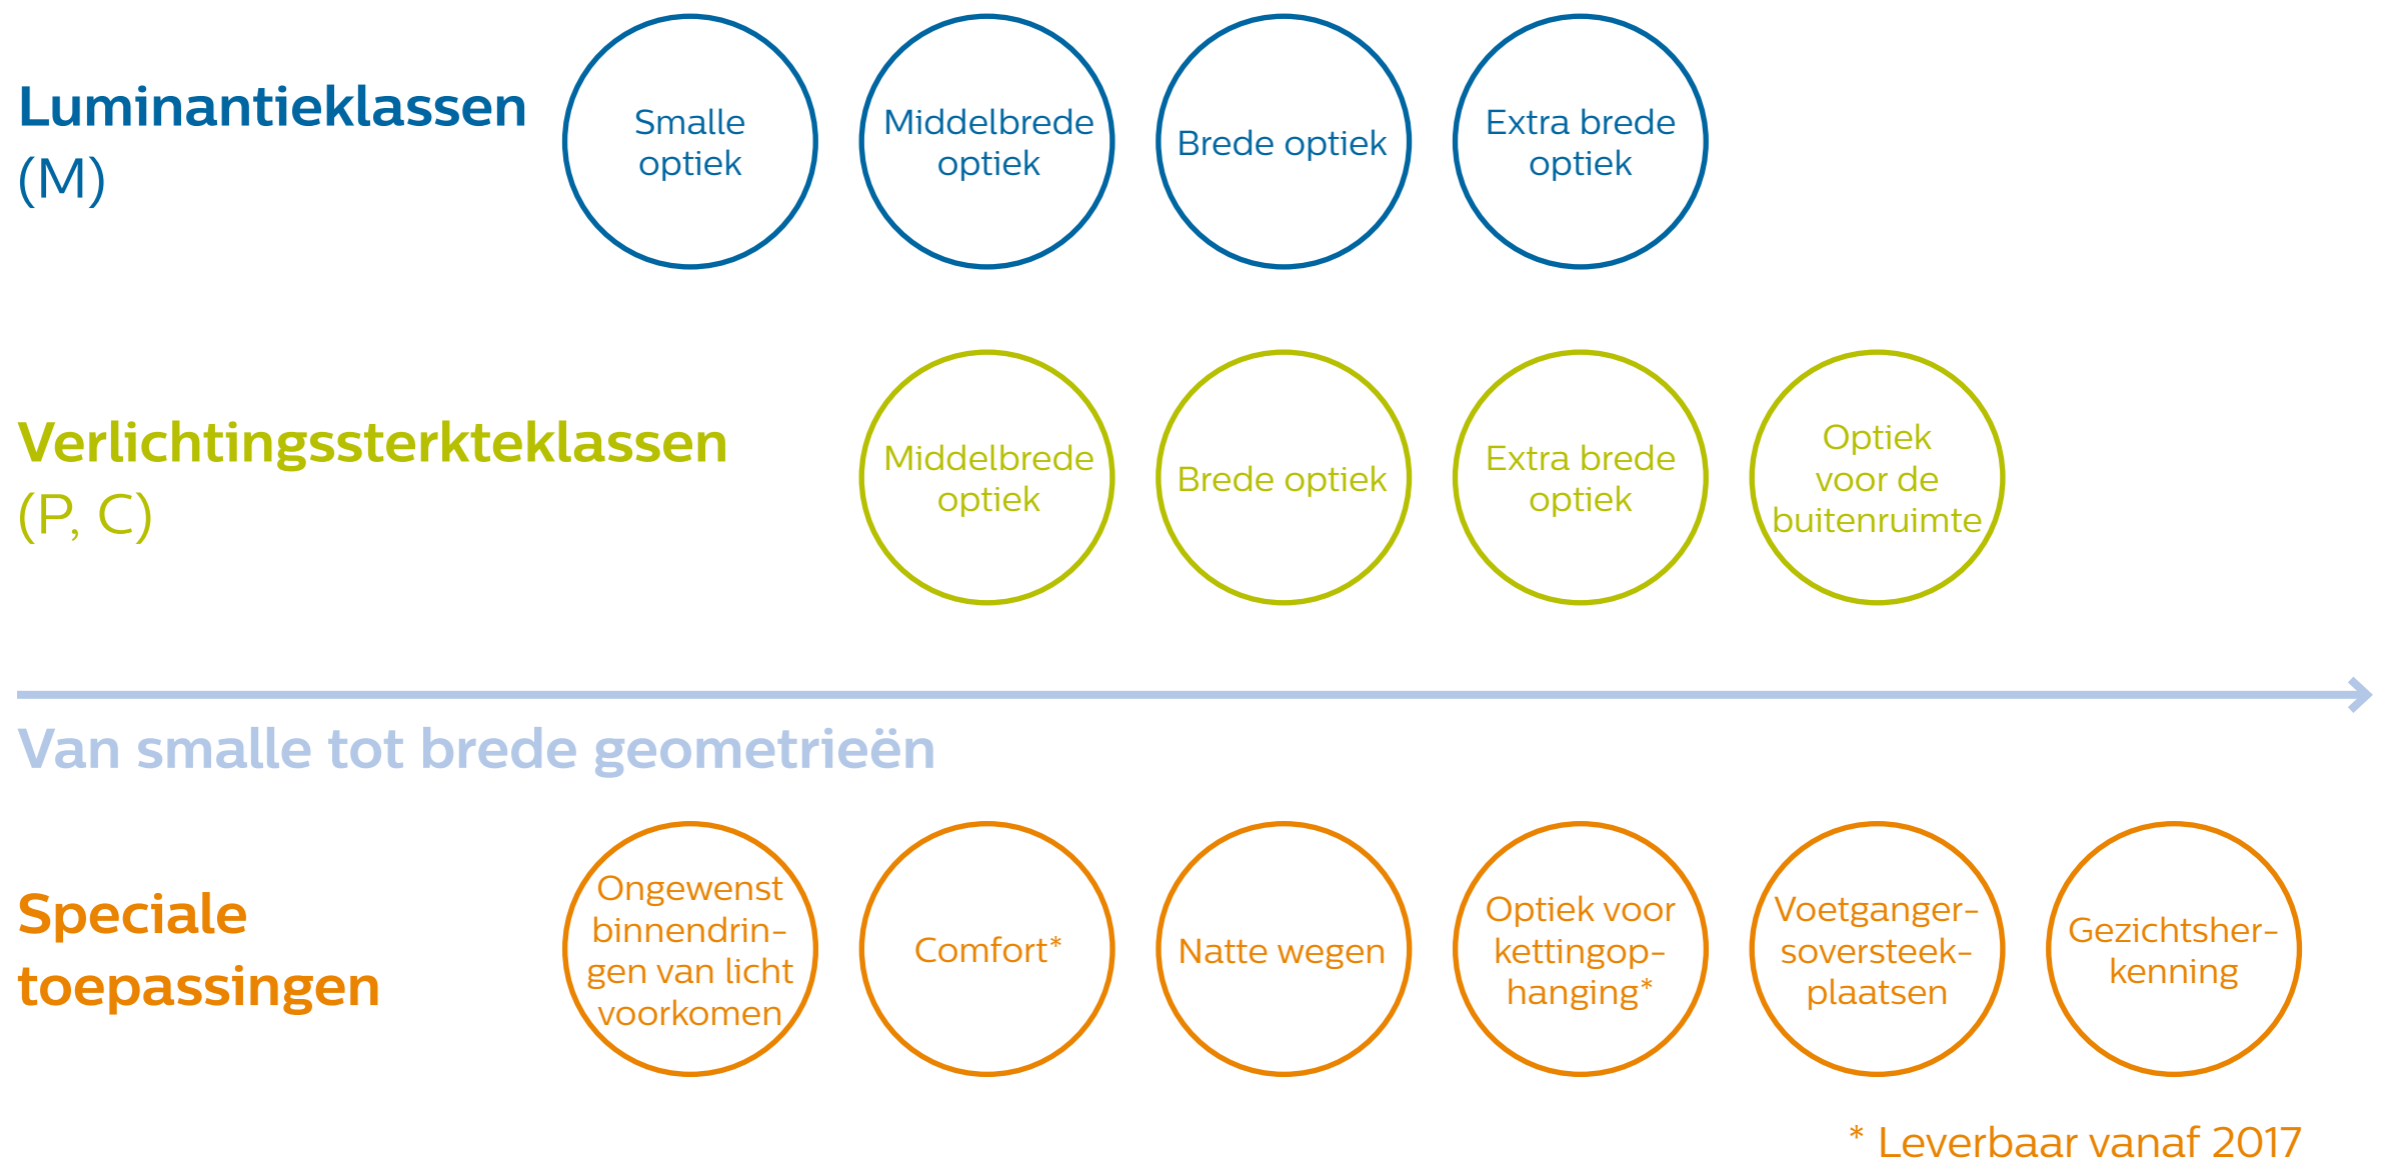 Luminantieklassen
(M)
Smalle
optiek
Middelbrede
optiek
Brede optiek
Extra brede
optiek
Verlichtingssterkteklassen
(P, C)
Middelbrede
optiek
Brede optiek
Extra brede
optiek
Optiek
voor de
buitenruimte
Van smalle tot brede geometrieën
Speciale
toepassingen
Ongewenst
binnendrin-
gen van licht
voorkomen
Comfort*
Natte wegen
Optiek voor
kettingop-
hanging*
Voetganger-
soversteek-
plaatsen
Gezichtsher-
kenning
* Leverbaar vanaf 2017